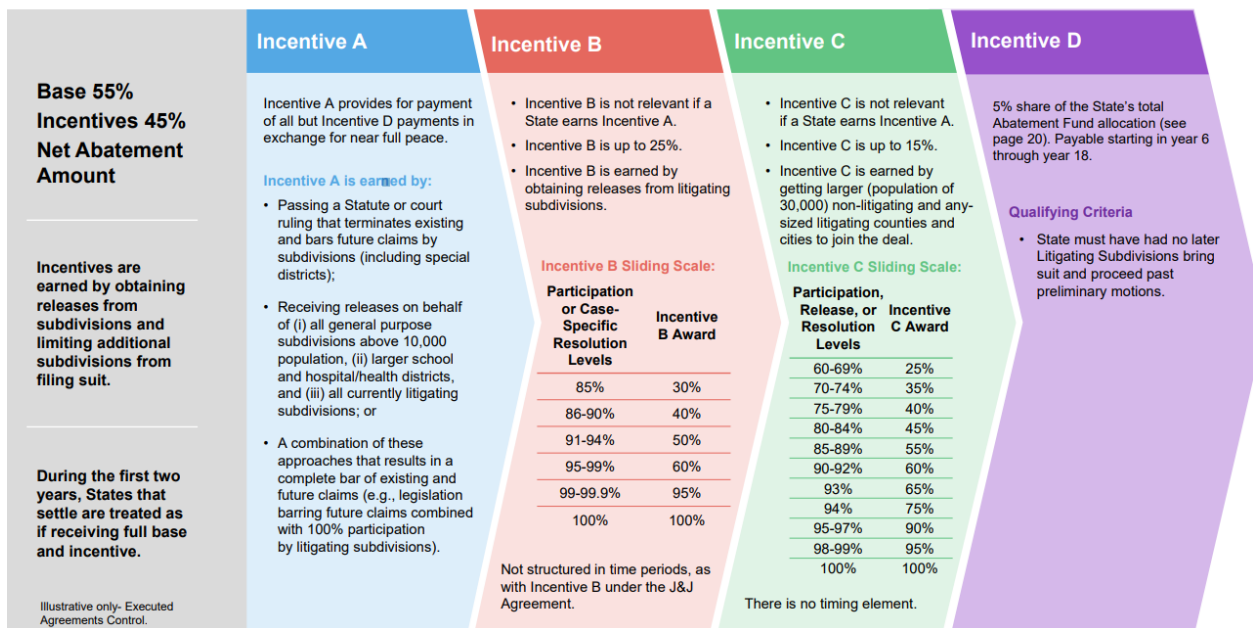 Base 55%
Incentives 45%
Net Abatement
Amount
Incentives are
earned by obtaining
releases from
subdivisions and
limiting additional
subdivisions from
filing suit.
During the first two
years, States that
settle are treated as
if receiving full base
and incentive.
Illustrative only- Executed
Agreements Control.
Incentive A
Incentive A provides for payment
of all but Incentive D payments in
exchange for near full peace.
Incentive A is earned by:
• Passing a Statute or court
ruling that terminates existing
and bars future claims by
subdivisions (including special
districts);
• Receiving releases on behalf
of (i) all general purpose
subdivisions above 10,000
population, (ii) larger school
and hospital/health districts,
and (iii) all currently litigating
subdivisions; or
• A combination of these
approaches that results in a
complete bar of existing and
future claims (e.g., legislation
barring future claims combined
with 100% participation
by litigating subdivisions).
Incentive B
• Incentive B is not relevant if a
State earns Incentive A.
• Incentive B is up to 25%.
• Incentive B is earned by
obtaining releases from litigating
subdivisions.
Incentive B Sliding Scale:
Participation
or Case-
Specific
Resolution
Levels
Incentive
B Award
85% 30%
86-90% 40%
91-94% 50%
95-99% 60%
99-99.9% 95%
100% 100%
Not structured in time periods, as
with Incentive B under the J&J
Agreement.
Incentive C
• Incentive C is not relevant
if a State earns Incentive A.
• Incentive C is up to 15%.
• Incentive C is earned by
getting larger (population of
30,000) non-litigating and any-
sized litigating counties and
cities to join the deal.
Incentive C Sliding Scale:
Participation,
Release, or
Resolution
Levels
Incentive
C Award
60-69% 25%
70-74% 35%
75-79% 40%
80-84% 45%
85-89% 55%
90-92% 60%
93% 65%
94% 75%
95-97% 90%
98-99% 95%
100% 100%
There is no timing element.
Incentive D
5% share of the State's total
Abatement Fund allocation (see
page 20). Payable starting in year 6
through year 18.
Qualifying Criteria
• State must have had no later
Litigating Subdivisions bring
suit and proceed past
preliminary motions.